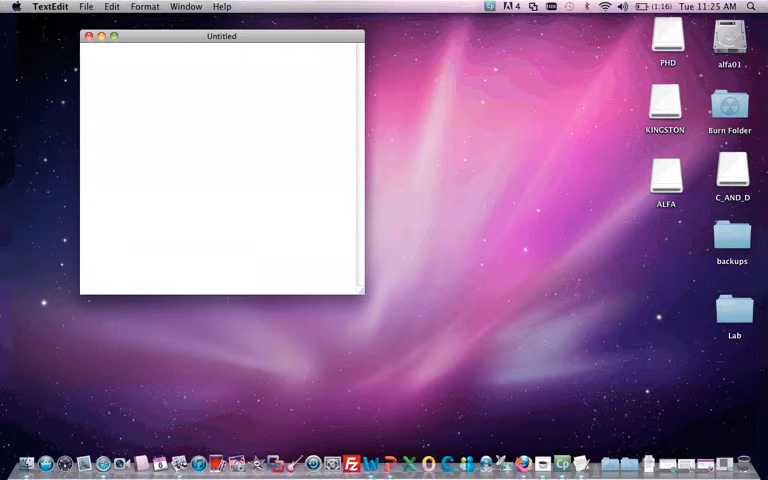 TextEdit File Edit Format Window Help 4 (1:16) Tue 11:25 AM
Untitled
PHD
alfa01
KINGSTON
Burn Folder
ALFA
C_AND_D
backups
Lab